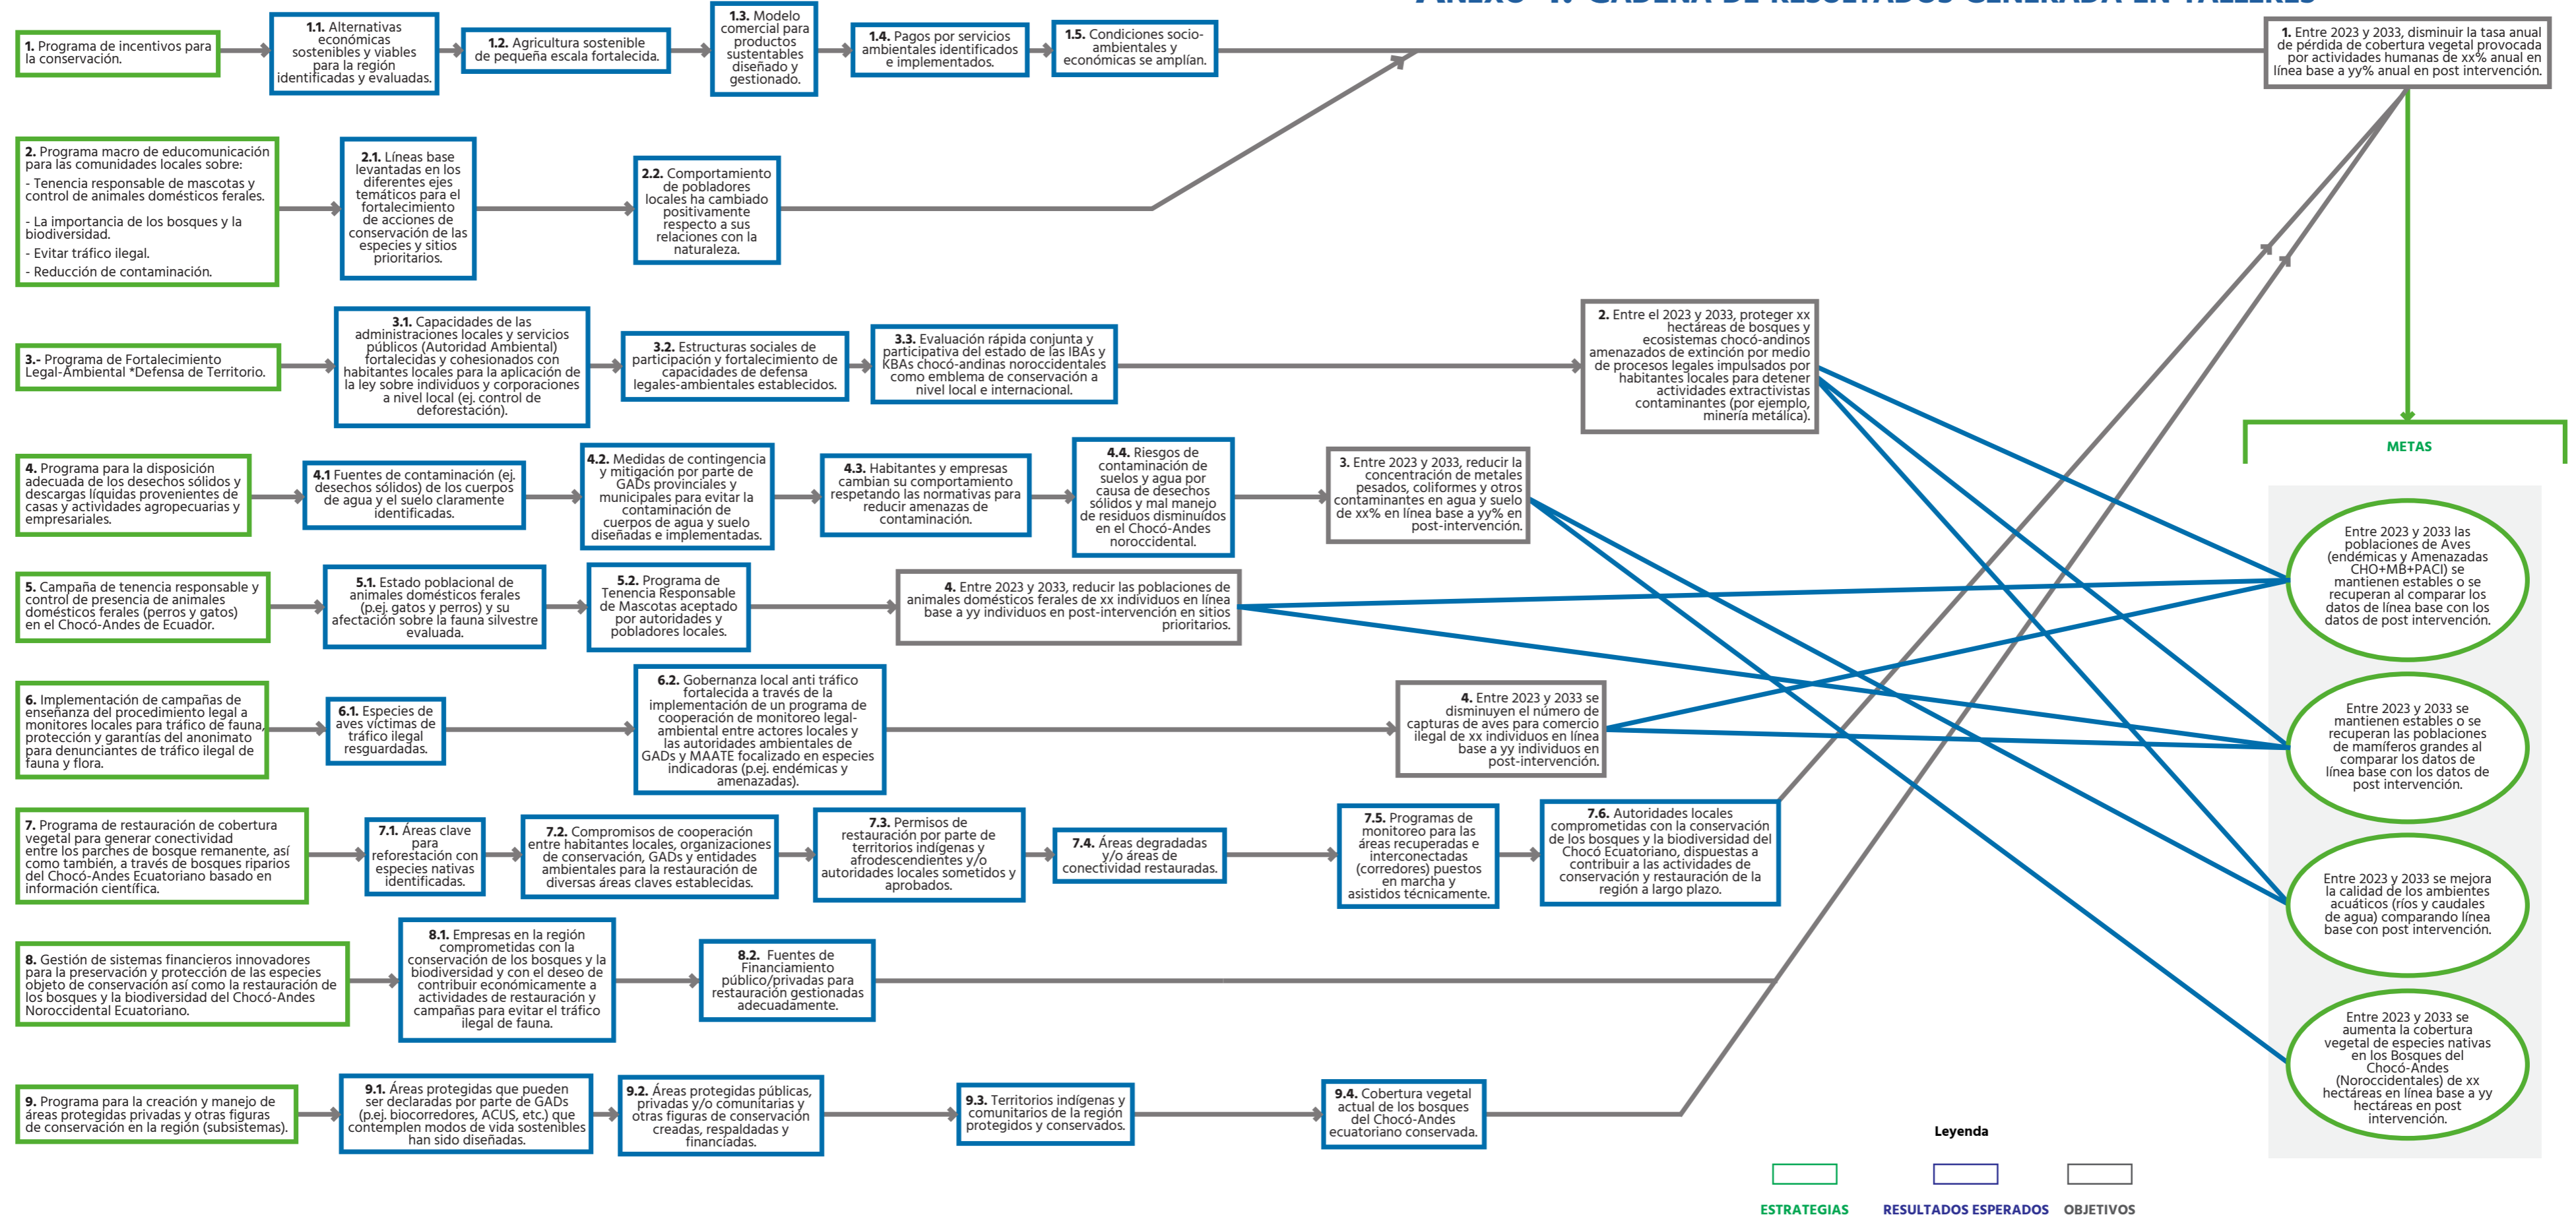 ANEXO 4. CADENA DE RESULTADOS GENERADA EN TALLERES
1. Programa de incentivos para
la conservación.
1.1. Alternativas
económicas
sostenibles y viables
para la región
identificadas y evaluadas.
1.2. Agricultura sostenible
de pequeña escala fortalecida.
1.3. Modelo
comercial para
productos
sustentables
diseñado y
gestionado.
1.4. Pagos por servicios
ambientales identificados
e implementados.
1.5. Condiciones socio-
ambientales y
económicas se amplían.
1. Entre 2023 y 2033, disminuir la tasa anual
de pérdida de cobertura vegetal provocada
por actividades humanas de xx% anual en
línea base a yy% anual en post intervención.
2. Programa macro de educomunicación
para las comunidades locales sobre:
- Tenencia responsable de mascotas y
control de animales domésticos ferales.
- La importancia de los bosques y la
biodiversidad.
- Evitar tráfico ilegal.
- Reducción de contaminación.
2.1. Líneas base
levantadas en los
diferentes ejes
temáticos para el
fortalecimiento
de acciones de
conservación de las
especies y sitios
prioritarios.
2.2. Comportamiento
de pobladores
locales ha cambiado
positivamente
respecto a sus
relaciones con la
naturaleza.
3.- Programa de Fortalecimiento
Legal-Ambiental *Defensa de Territorio.
3.1. Capacidades de las
administraciones locales y servicios
públicos (Autoridad Ambiental)
fortalecidas y cohesionados con
habitantes locales para la aplicación de
la ley sobre individuos y corporaciones
a nivel local (ej. control de
deforestación).
3.2. Estructuras sociales de
participación y fortalecimiento de
capacidades de defensa
legales-ambientales establecidos.
3.3. Evaluación rápida conjunta y
participativa del estado de las IBAs y
KBAs chocó-andinas noroccidentales
como emblema de conservación a
nivel local e internacional.
2. Entre el 2023 y 2033, proteger xx
hectáreas de bosques y
ecosistemas chocó-andinos
amenazados de extinción por medio
de procesos legales impulsados por
habitantes locales para detener
actividades extractivistas
contaminantes (por ejemplo,
minería metálica).
METAS
4. Programa para la disposición
adecuada de los desechos sólidos y
descargas líquidas provenientes de
casas y actividades agropecuarias y
empresariales.
4.1 Fuentes de contaminación (ej.
desechos sólidos) de los cuerpos
de agua y el suelo claramente
identificadas.
4.2. Medidas de contingencia
y mitigación por parte de
GADs provinciales y
municipales para evitar la
contaminación de
cuerpos de agua y suelo
diseñadas e implementadas.
4.3. Habitantes y empresas
cambian su comportamiento
respetando las normativas para
reducir amenazas de
contaminación.
4.4. Riesgos de
contaminación de
suelos y agua por
causa de desechos
sólidos y mal manejo
de residuos disminuídos
en el Chocó-Andes
noroccidental.
3. Entre 2023 y 2033, reducir la
concentración de metales
pesados, coliformes y otros
contaminantes en agua y suelo
de xx% en línea base a yy% en
post-intervención.
Entre 2023 y 2033 las
poblaciones de Aves
(endémicas y Amenazadas
CHO+MB+PACI) se
mantienen estables o se
recuperan al comparar los
datos de línea base con los
datos de post intervención.
5. Campaña de tenencia responsable y
control de presencia de animales
domésticos ferales (perros y gatos)
en el Chocó-Andes de Ecuador.
5.1. Estado poblacional de
animales domésticos ferales
(p.ej. gatos y perros) y su
afectación sobre la fauna silvestre
evaluada.
5.2. Programa de
Tenencia Responsable
de Mascotas aceptado
por autoridades y
pobladores locales.
4. Entre 2023 y 2033, reducir las poblaciones de
animales domésticos ferales de xx individuos en línea
base a yy individuos en post-intervención en sitios
prioritarios.
6. Implementación de campañas de
enseñanza del procedimiento legal a
monitores locales para tráfico de fauna,
protección y garantías del anonimato
para denunciantes de tráfico ilegal de
fauna y flora.
6.1. Especies de
aves víctimas de
tráfico ilegal
resguardadas.
6.2. Gobernanza local anti tráfico
fortalecida a través de la
implementación de un programa de
cooperación de monitoreo legal-
ambiental entre actores locales y
las autoridades ambientales de
GADs y MAATE focalizado en especies
indicadoras (p.ej. endémicas y
amenazadas).
4. Entre 2023 y 2033 se
disminuyen el número de
capturas de aves para comercio
ilegal de xx individuos en línea
base a yy individuos en
post-intervención.
Entre 2023 y 2033 se
mantienen estables o se
recuperan las poblaciones
de mamíferos grandes al
comparar los datos de
línea base con los datos de
post intervención.
7. Programa de restauración de cobertura
vegetal para generar conectividad
entre los parches de bosque remanente, así
como también, a través de bosques riparios
del Chocó-Andes Ecuatoriano basado en
información científica.
7.1. Áreas clave
para
reforestación con
especies nativas
identificadas.
7.2. Compromisos de cooperación
entre habitantes locales, organizaciones
de conservación, GADs y entidades
ambientales para la restauración de
diversas áreas claves establecidas.
7.3. Permisos de
restauración por parte de
territorios indígenas y
afrodescendientes y/o
autoridades locales sometidos y
aprobados.
7.4. Áreas degradadas
y/o áreas de
conectividad restauradas.
7.5. Programas de
monitoreo para las
áreas recuperadas e
interconectadas
(corredores) puestos
en marcha y
asistidos técnicamente.
7.6. Autoridades locales
comprometidas con la conservación
de los bosques y la biodiversidad del
Chocó Ecuatoriano, dispuestas a
contribuir a las actividades de
conservación y restauración de la
región a largo plazo.
Entre 2023 y 2033 se mejora
la calidad de los ambientes
acuáticos (ríos y caudales
de agua) comparando línea
base con post intervención.
8. Gestión de sistemas financieros innovadores
para la preservación y protección de las especies
objeto de conservación así como la restauración de
los bosques y la biodiversidad del Chocó-Andes
Noroccidental Ecuatoriano.
8.1. Empresas en la región
comprometidas con la
conservación de los bosques y la
biodiversidad y con el deseo de
contribuir económicamente a
actividades de restauración y
campañas para evitar el tráfico
ilegal de fauna.
8.2. Fuentes de
Financiamiento
público/privadas para
restauración gestionadas
adecuadamente.
Entre 2023 y 2033 se
aumenta la cobertura
vegetal de especies nativas
en los Bosques del
Chocó-Andes
(Noroccidentales) de xx
hectáreas en línea base a yy
hectáreas en post
intervención.
9. Programa para la creación y manejo de
áreas protegidas privadas y otras figuras
de conservación en la región (subsistemas).
9.1. Áreas protegidas que pueden
ser declaradas por parte de GADs
(p.ej. biocorredores, ACUS, etc.) que
contemplen modos de vida sostenibles
han sido diseñadas.
9.2. Áreas protegidas públicas,
privadas y/o comunitarias y
otras figuras de conservación
creadas, respaldadas y
financiadas.
9.3. Territorios indígenas y
comunitarios de la región
protegidos y conservados.
9.4. Cobertura vegetal
actual de los bosques
del Chocó-Andes
ecuatoriano conservada.
Leyenda
ESTRATEGIAS
RESULTADOS ESPERADOS
OBJETIVOS